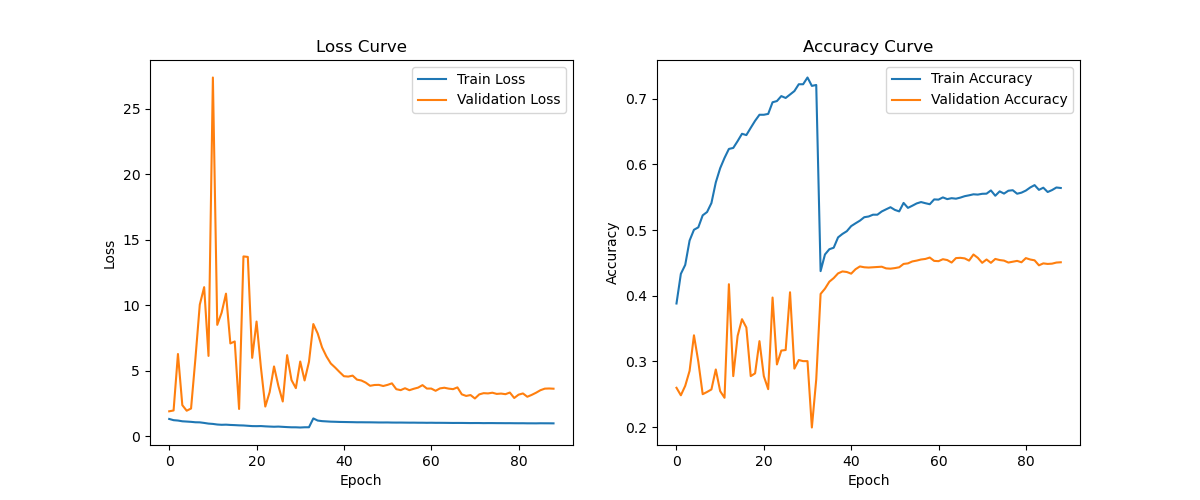 Loss Curve
Train Loss
Validation Loss
25
20
15
10
5
0
Loss
0 20 40 60 80
Epoch
Accuracy Curve
Train Accuracy
Validation Accuracy
0.7
0.6
0.5
0.4
0.3
0.2
Accuracy
0 20 40 60 80
Epoch